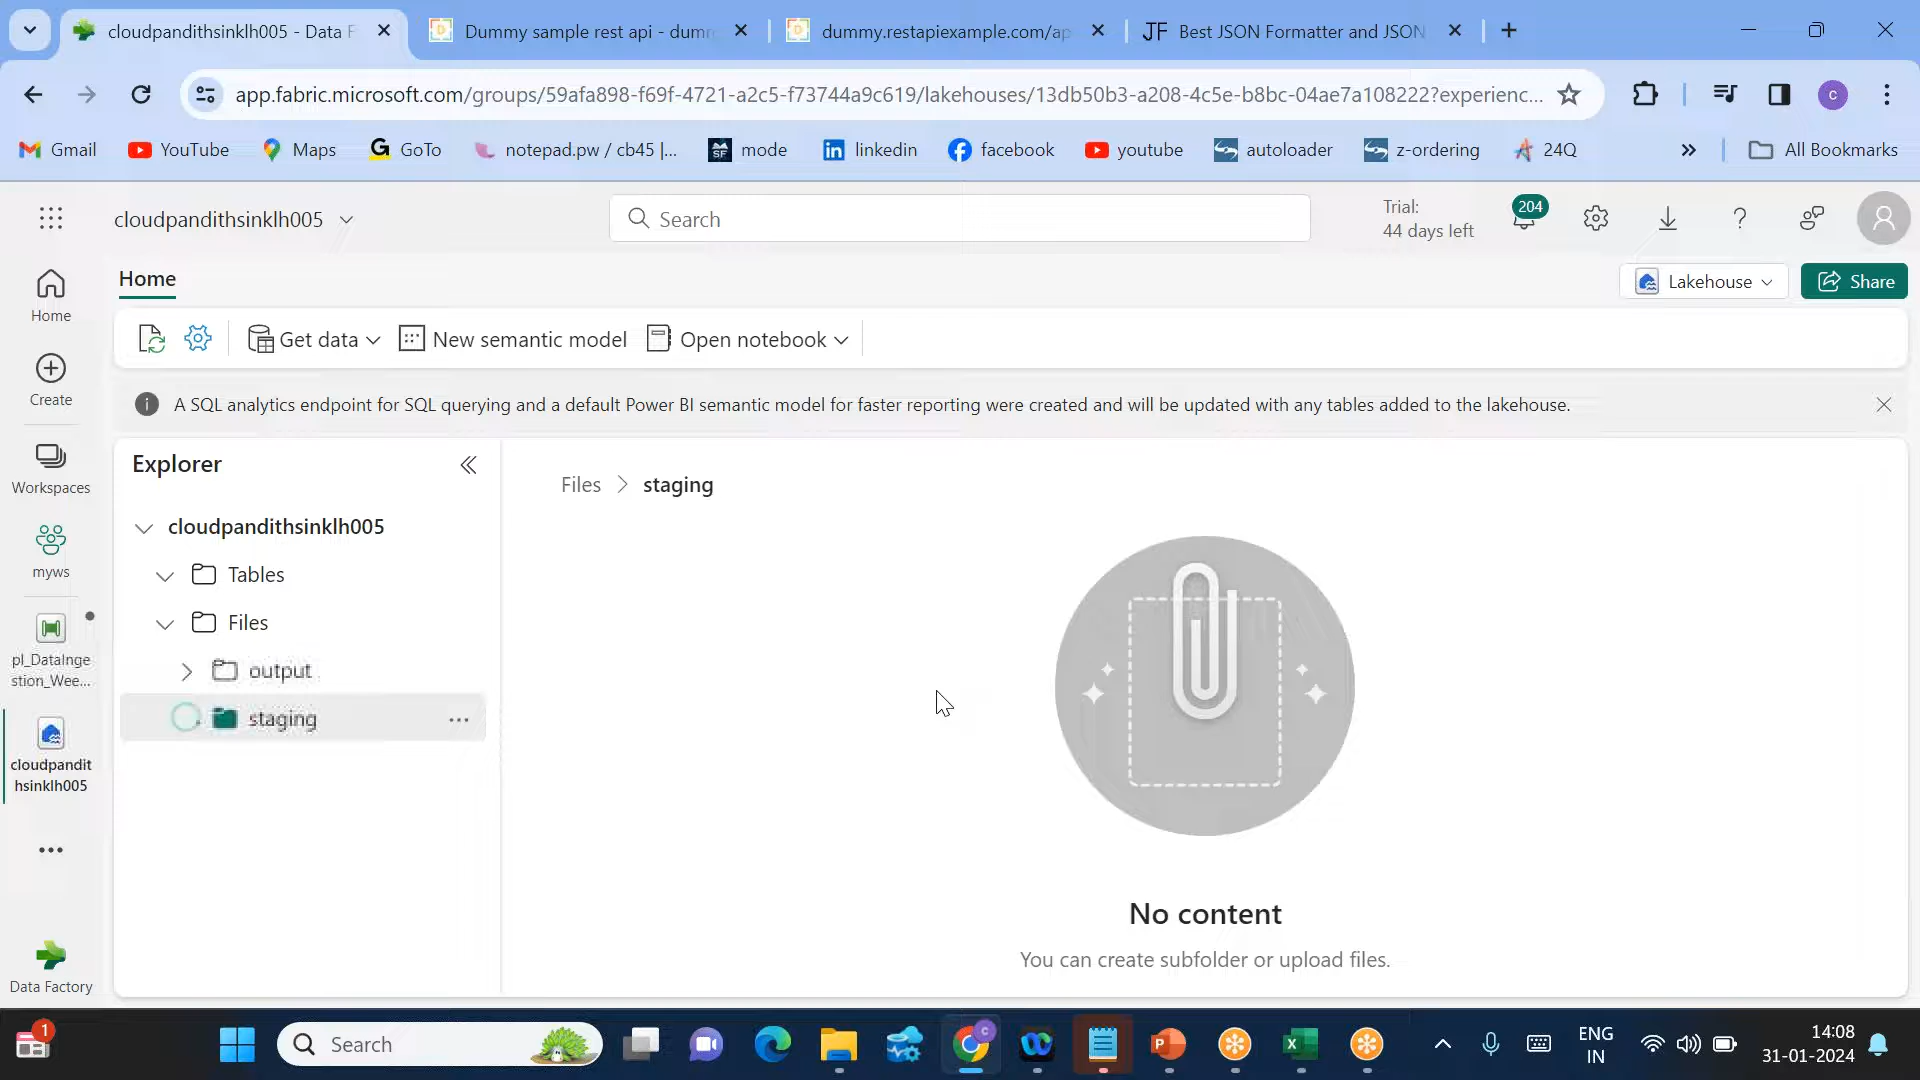 cloudpandithsinklh005 - Data F
Dummy sample rest api - dumr
dummy.restapiexample.com/ap
JF Best JSON Formatter and JSON
app.fabric.microsoft.com/groups/59afa898-f69f-4721-a2c5-f73744a9c619/lakehouses/13db50b3-a208-4c5e-b8bc-04ae7a108222?experienc...
C
Gmail
YouTube
Maps
GoTo
notepad.pw / cb45 |...
mode
linkedin
facebook
youtube
autoloader
z-ordering
24Q
All Bookmarks
cloudpandithsinklh005
Search
Trial:
44 days left
204
Home
Lakehouse
Share
Get data
New semantic model
Open notebook
A SQL analytics endpoint for SQL querying and a default Power BI semantic model for faster reporting were created and will be updated with any tables added to the lakehouse.
Home
Create
Workspaces
myws
pl_DataInge
stion_Wee...
cloudpandit
hsinklh005
Data Factory
Explorer
cloudpandithsinklh005
Tables
Files
output
staging
Files > staging
No content
You can create subfolder or upload files.
1
Search
ENG
IN
14:08
31-01-2024